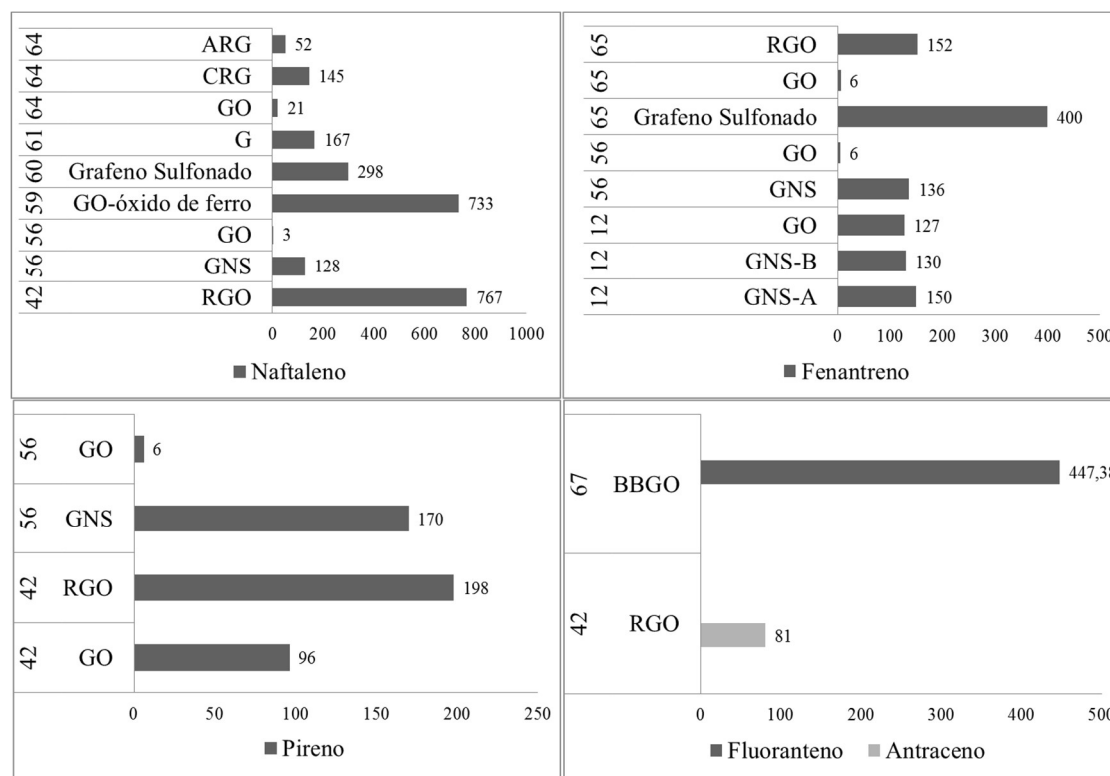 64 ARG 52
64 CRG 145
64 GO 21
61 G 167
60 Grafeno Sulfonado 298
59 GO-óxido de ferro 733
56 GO 3
56 GNS 128
42 RGO 767
0 200 400 600 800 1000
Naftaleno
65 RGO 152
65 GO 6
65 Grafeno Sulfonado 400
56 GO 6
56 GNS 136
12 GO 127
12 GNS-B 130
12 GNS-A 150
0 100 200 300 400 500
Fenantreno
56 GO 6
56 GNS 170
42 RGO 198
42 GO 96
0 50 100 150 200 250
Pireno
67 BBGO 447,38
42 RGO 81
0 100 200 300 400 500
Fluoranteno Antraceno